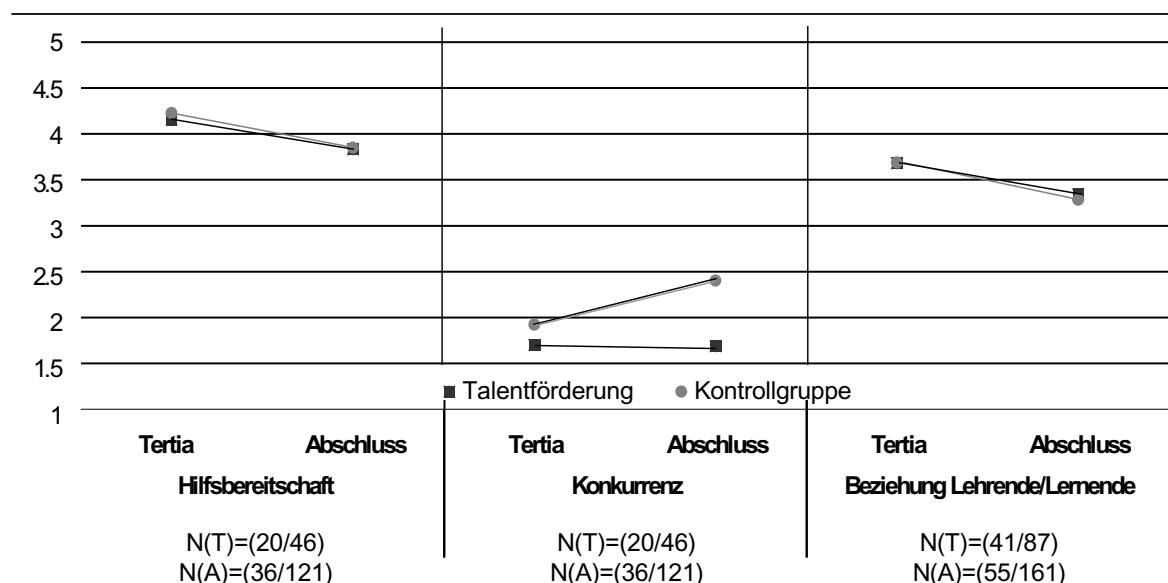 5
4.5
4
3.5
3
2.5
2
1.5
1
Talentförderung Kontrollgruppe
Tertia Abschluss Tertia Abschluss Tertia Abschluss
Hilfsbereitschaft Konkurrenz Beziehung Lehrende/Lernende
N(T)=(20/46) N(T)=(20/46) N(T)=(41/87)
N(A)=(36/121) N(A)=(36/121) N(A)=(55/161)